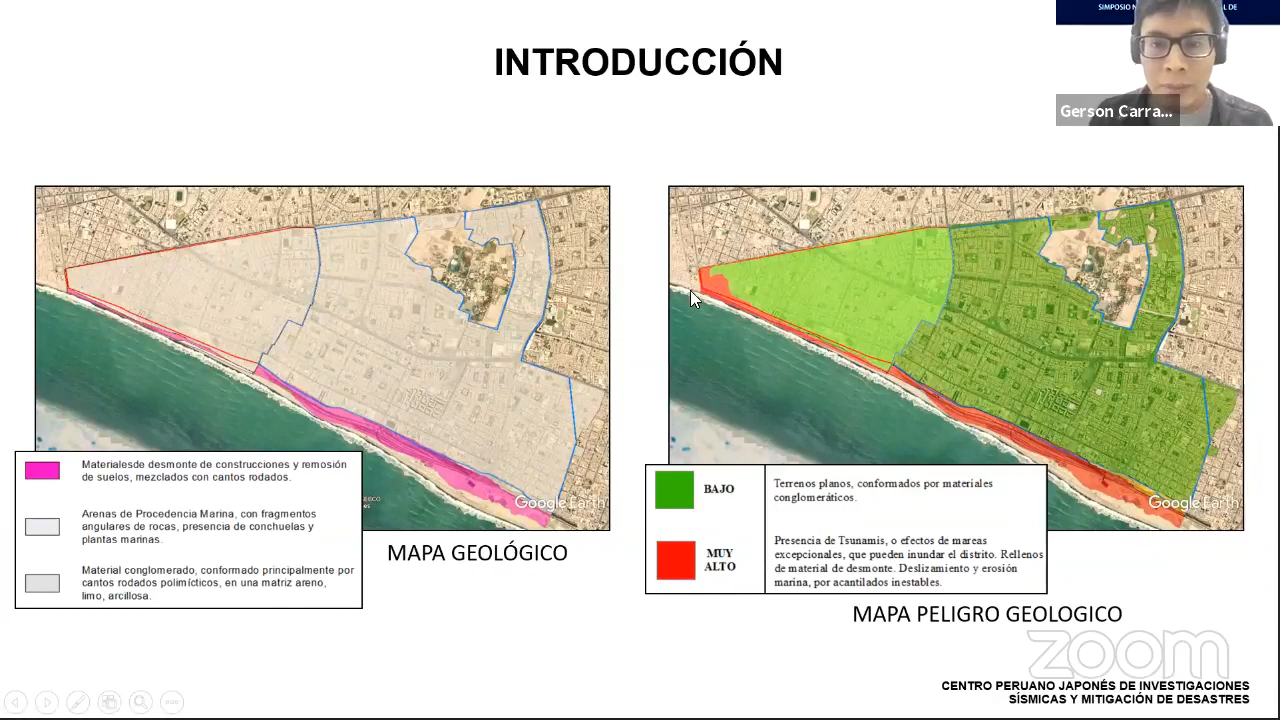 SIMPOSIO N
L DE
INTRODUCCIÓN
Gerson Carra...
Google Earth
Materialesde desmonte de construcciones y remosión
de suelos, mezclados con cantos rodados.
Arenas de Procedencia Marina, con fragmentos
angulares de rocas, presencia de conchuelas y
plantas marinas.
Material conglomerado, conformado principalmente por
cantos rodados polimícticos, en una matriz areno,
limo, arcillosa.
MAPA GEOLÓGICO
Google Earth
BAJO
Terrenos planos, conformados por materiales
conglomeráticos.
MUY
ALTO
Presencia de Tsunamis, o efectos de mareas
excepcionales, que pueden inundar el distrito. Rellenos
de material de desmonte. Deslizamiento y erosión
marina, por acantilados inestables.
MAPA PELIGRO GEOLOGICO
zoom
CENTRO PERUANO JAPONÉS DE INVESTIGACIONES
SÍSMICAS Y MITIGACIÓN DE DESASTRES